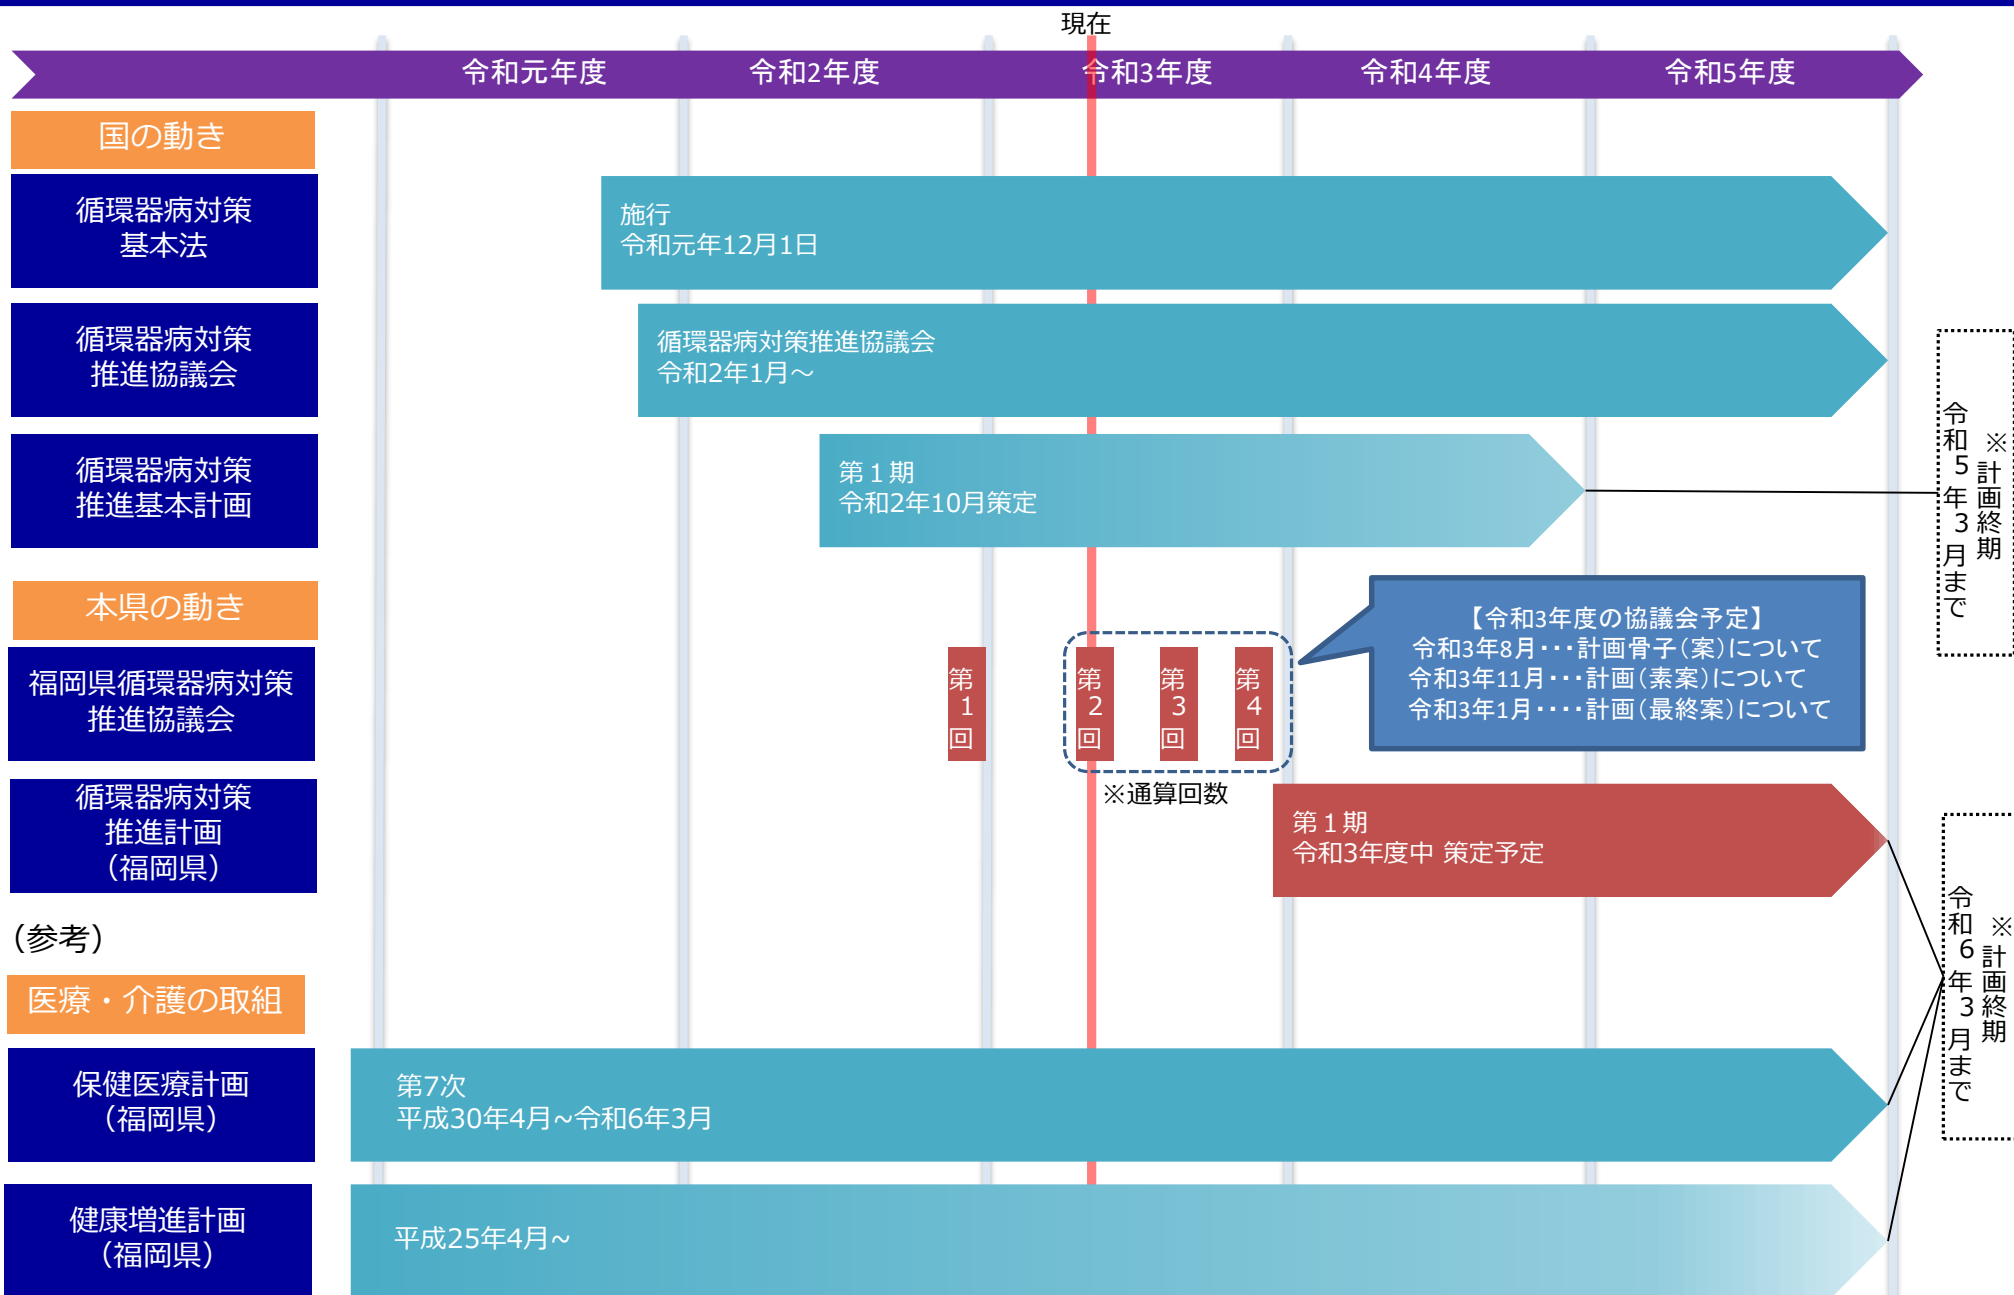 現在
令和元年度
令和2年度
令和3年度
令和4年度
令和5年度
国の動き
循環器病対策
基本法
施行
令和元年12月1日
循環器病対策
推進協議会
循環器病対策推進協議会
令和2年1月～
循環器病対策
推進基本計画
第１期
令和2年10月策定
※計画終期
令和５年３月まで
本県の動き
福岡県循環器病対策
推進協議会
第１回
第２回
第３回
第４回
※通算回数
【令和3年度の協議会予定】
令和3年8月・・・計画骨子（案）について
令和3年11月・・・計画（素案）について
令和3年1月・・・・計画（最終案）について
循環器病対策
推進計画
（福岡県）
第１期
令和3年度中 策定予定
※計画終期
令和６年３月まで
（参考）
医療・介護の取組
保健医療計画
（福岡県）
第7次
平成30年4月~令和6年3月
健康増進計画
（福岡県）
平成25年4月~